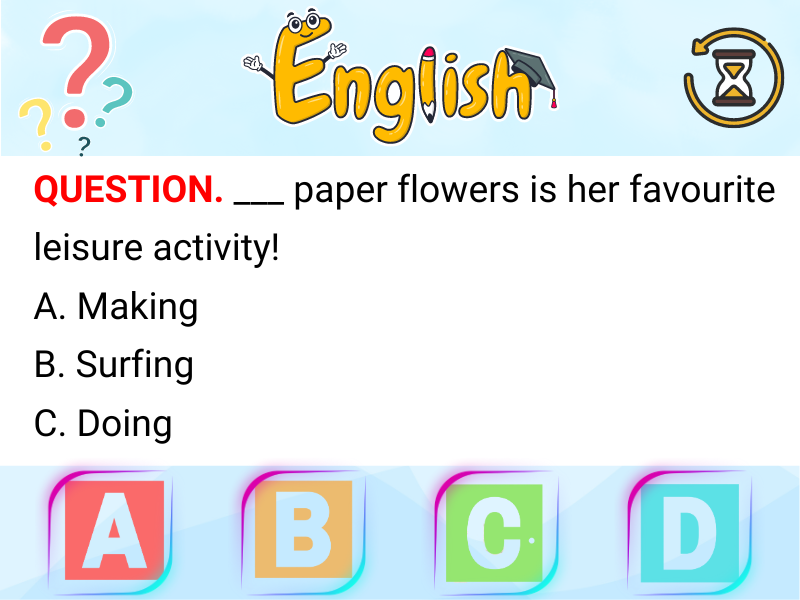 English
QUESTION. ___ paper flowers is her favourite
leisure activity!
A. Making
B. Surfing
C. Doing
A B C D